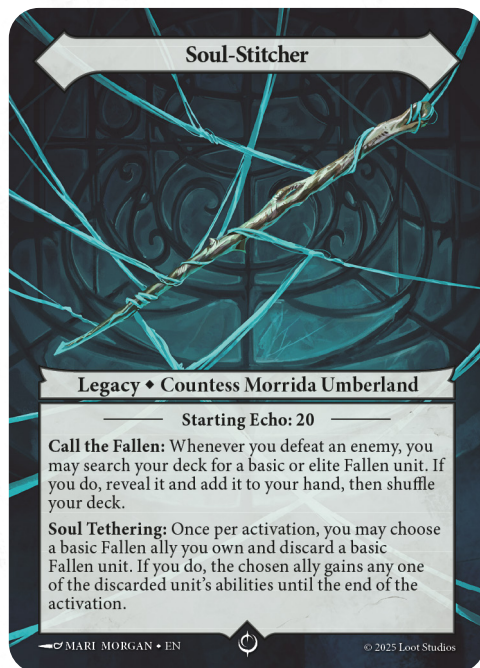 Soul-Stitcher
Legacy ◆ Countess Morrida Umberland
Starting Echo: 20
Call the Fallen: Whenever you defeat an enemy, you
may search your deck for a basic or elite Fallen unit. If
you do, reveal it and add it to your hand, then shuffle
your deck.
Soul Tethering: Once per activation, you may choose
a basic Fallen ally you own and discard a basic
Fallen unit. If you do, the chosen ally gains any one
of the discarded unit's abilities until the end of the
activation.
MARI MORGAN ◆ EN
© 2025 Loot Studios